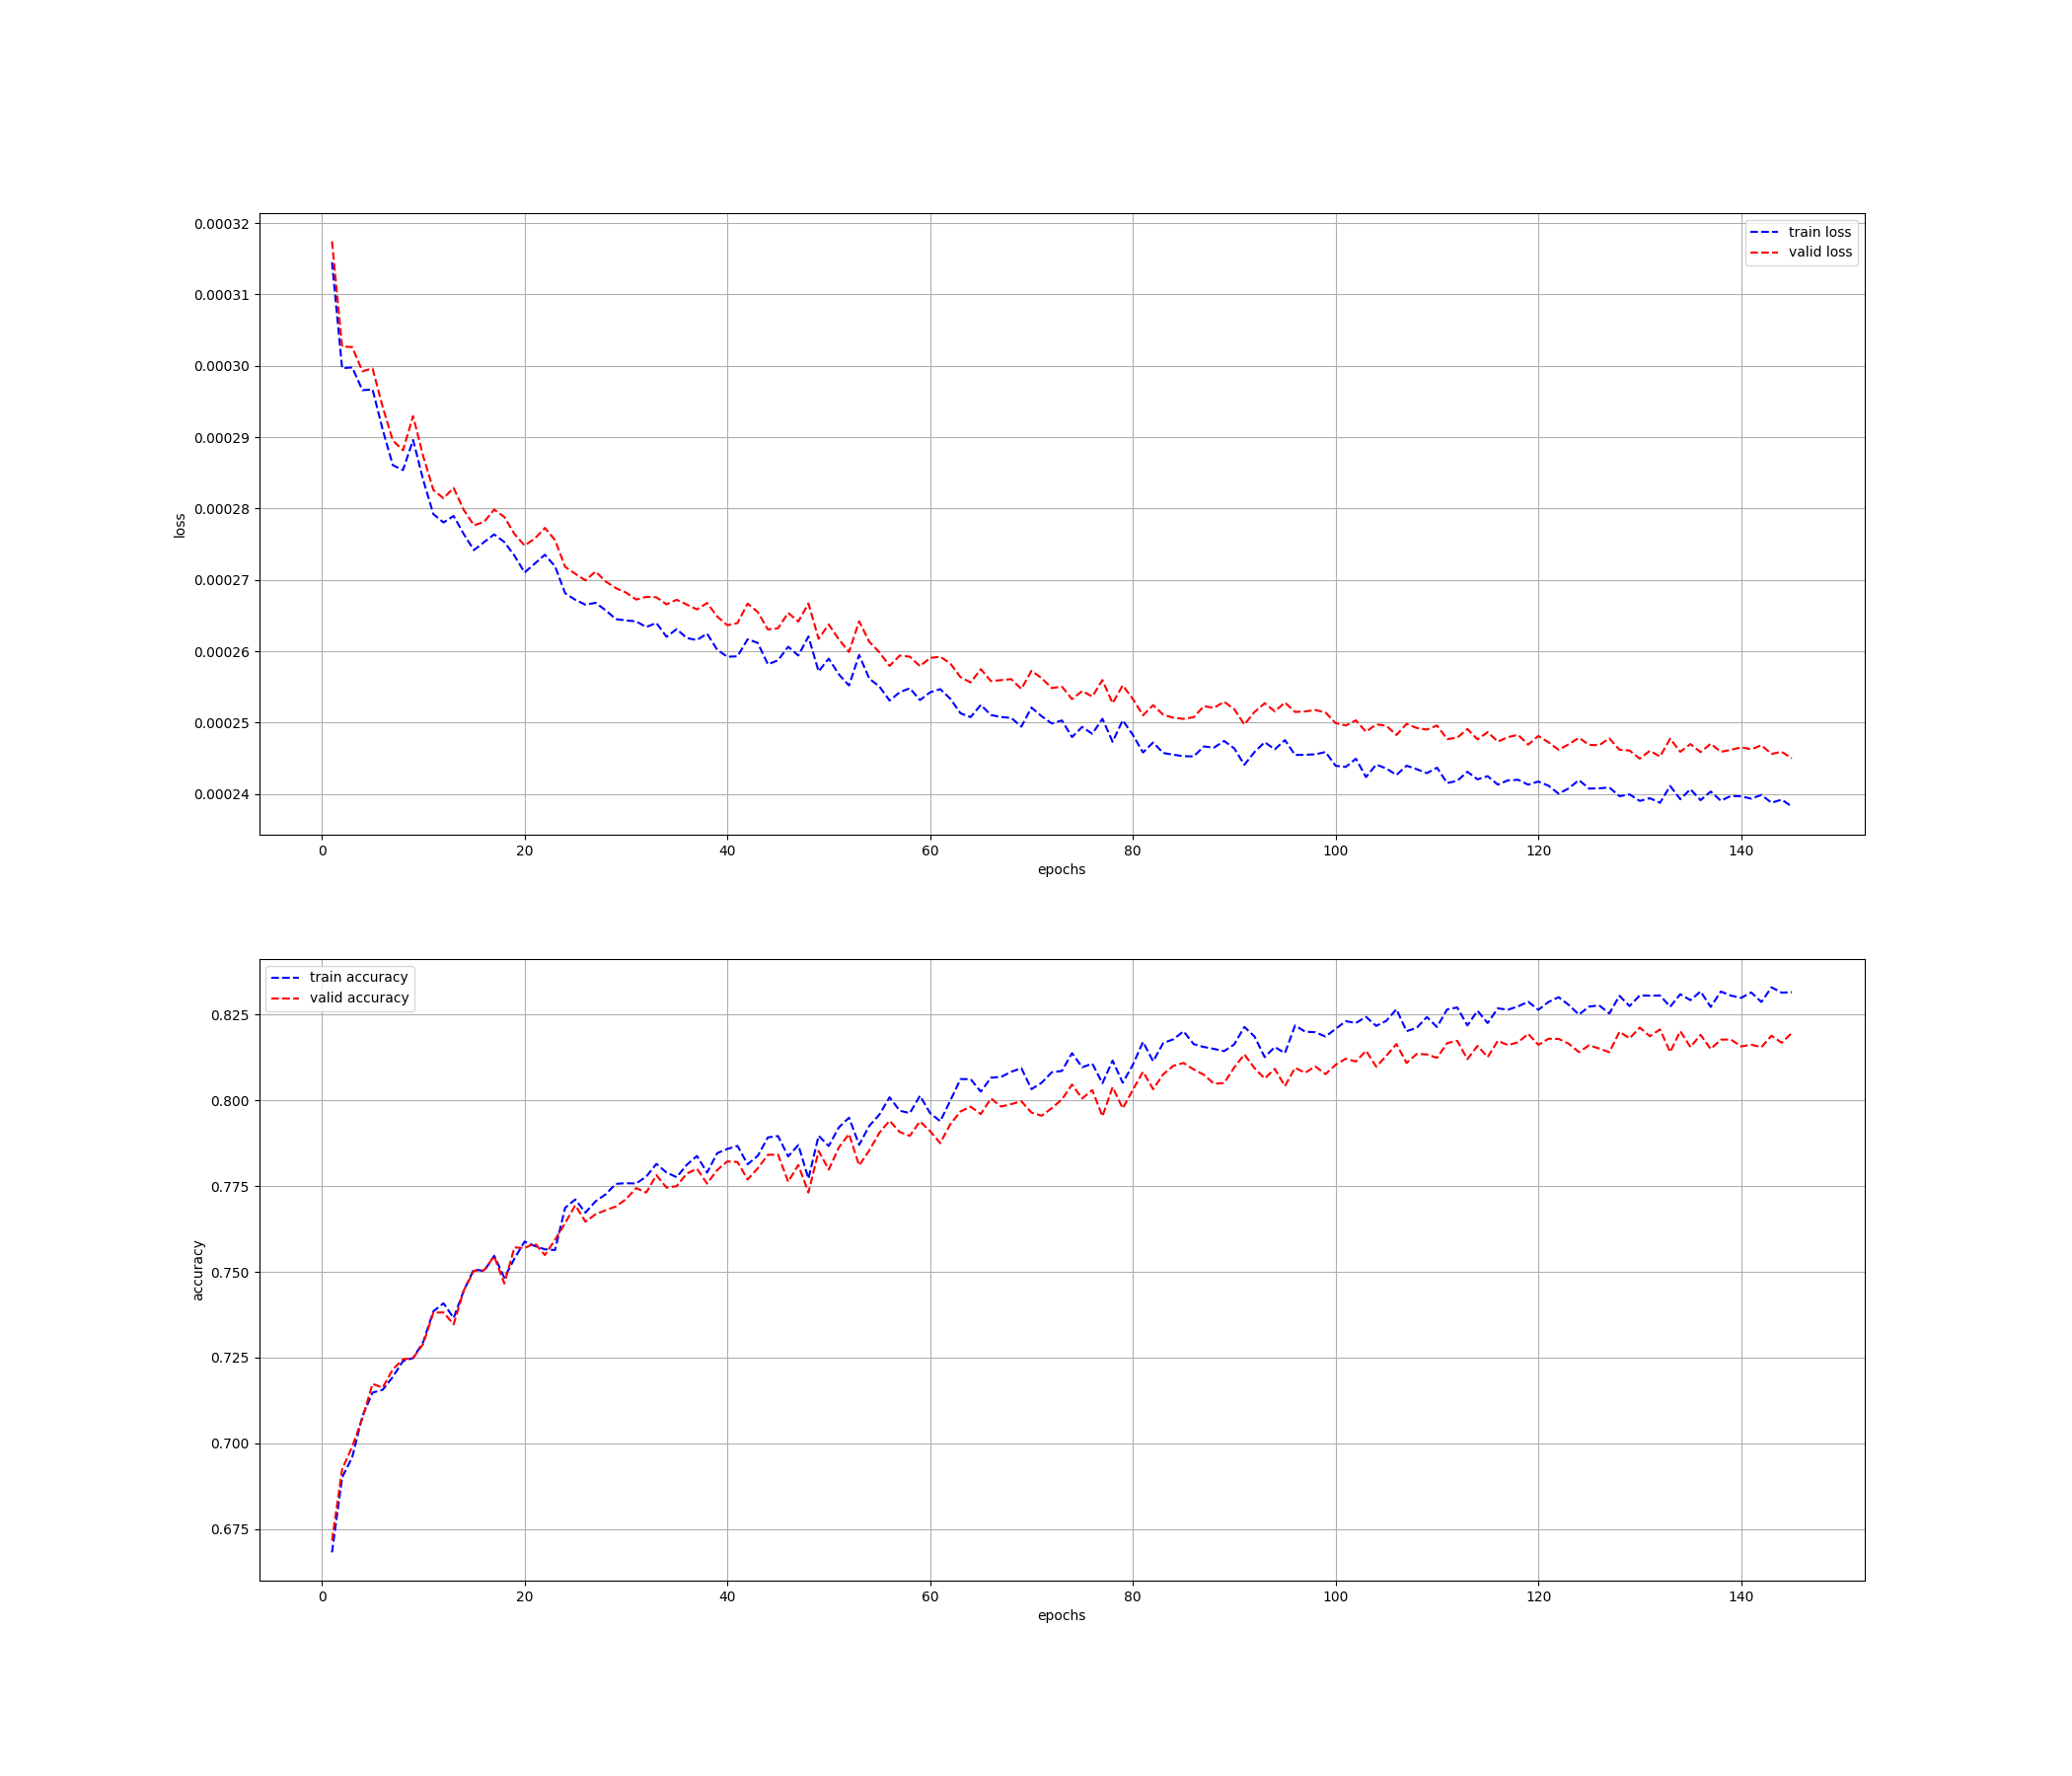 0.00032
0.00031
0.00030
0.00029
0.00028
0.00027
0.00026
0.00025
0.00024
loss
train loss
valid loss
0 20 40 60 80 100 120 140
epochs
train accuracy
valid accuracy
0.825
0.800
0.775
0.750
0.725
0.700
0.675
accuracy
0 20 40 60 80 100 120 140
epochs